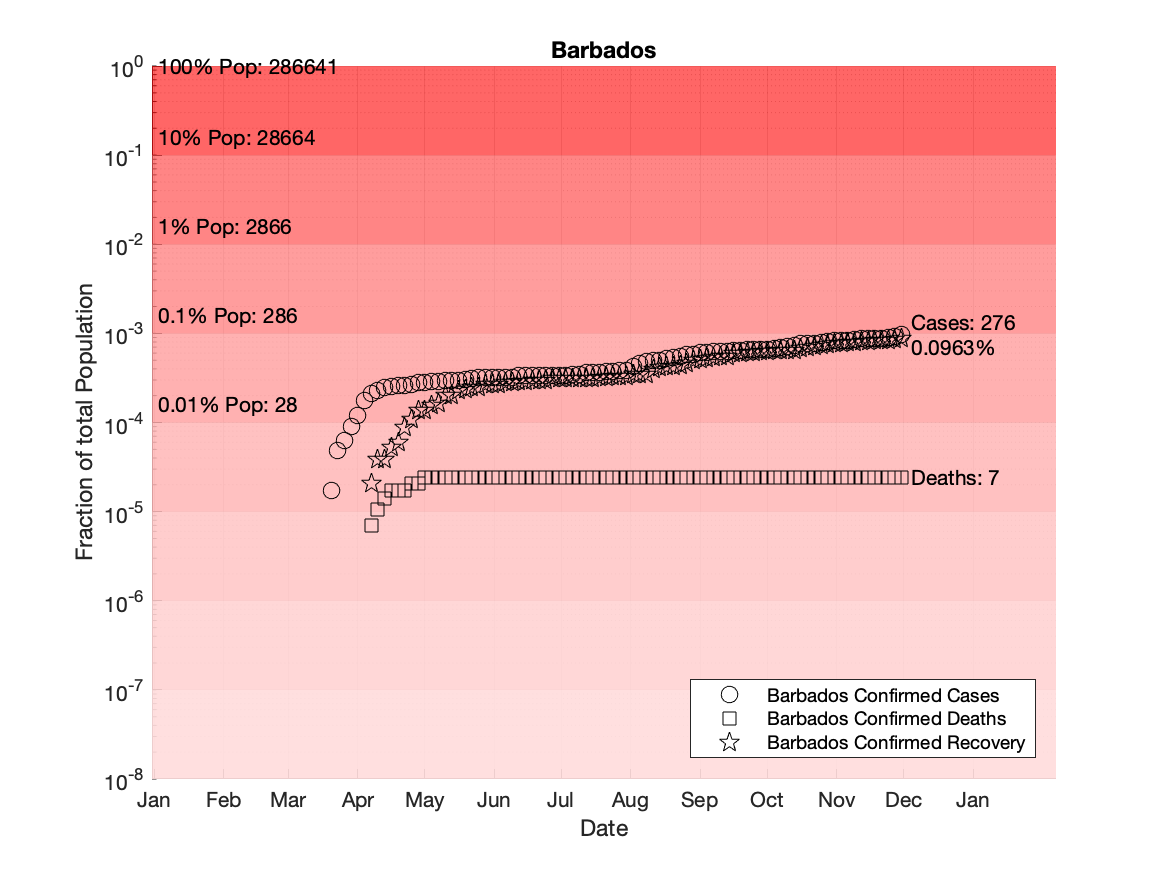 Barbados
10^0
100% Pop: 286641
10% Pop: 28664
10^-1
1% Pop: 2866
10^-2
0.1% Pop: 286
10^-3
Cases: 276
0.0963%
0.01% Pop: 28
10^-4
Deaths: 7
10^-5
10^-6
10^-7
10^-8
Fraction of total Population
Barbados Confirmed Cases
Barbados Confirmed Deaths
Barbados Confirmed Recovery
Jan Feb Mar Apr May Jun Jul Aug Sep Oct Nov Dec Jan
Date